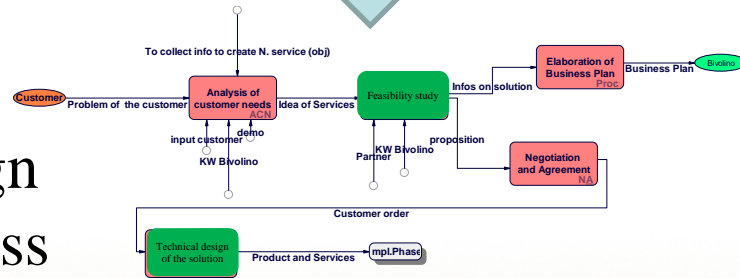 To collect info to create N. service (obj)
Customer
Problem of the customer
Analysis of
customer needs
ACN
Idea of Services
Feasibility study
Infos on solution
Elaboration of
Business Plan
Proc
Business Plan
Bivolino
input customer
demo
KW Bivolino
Partner
KW Bivolino
proposition
Negotiation
and Agreement
NA
gn
Customer order
ss
Technical design
of the solution
Product and Services
mpl.Phase